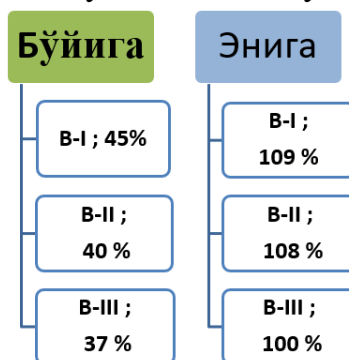 Бўйига
B-I ; 45%
B-II ;
40 %
B-III ;
37 %
Энига
B-I ;
109 %
B-II ;
108 %
B-III ;
100 %